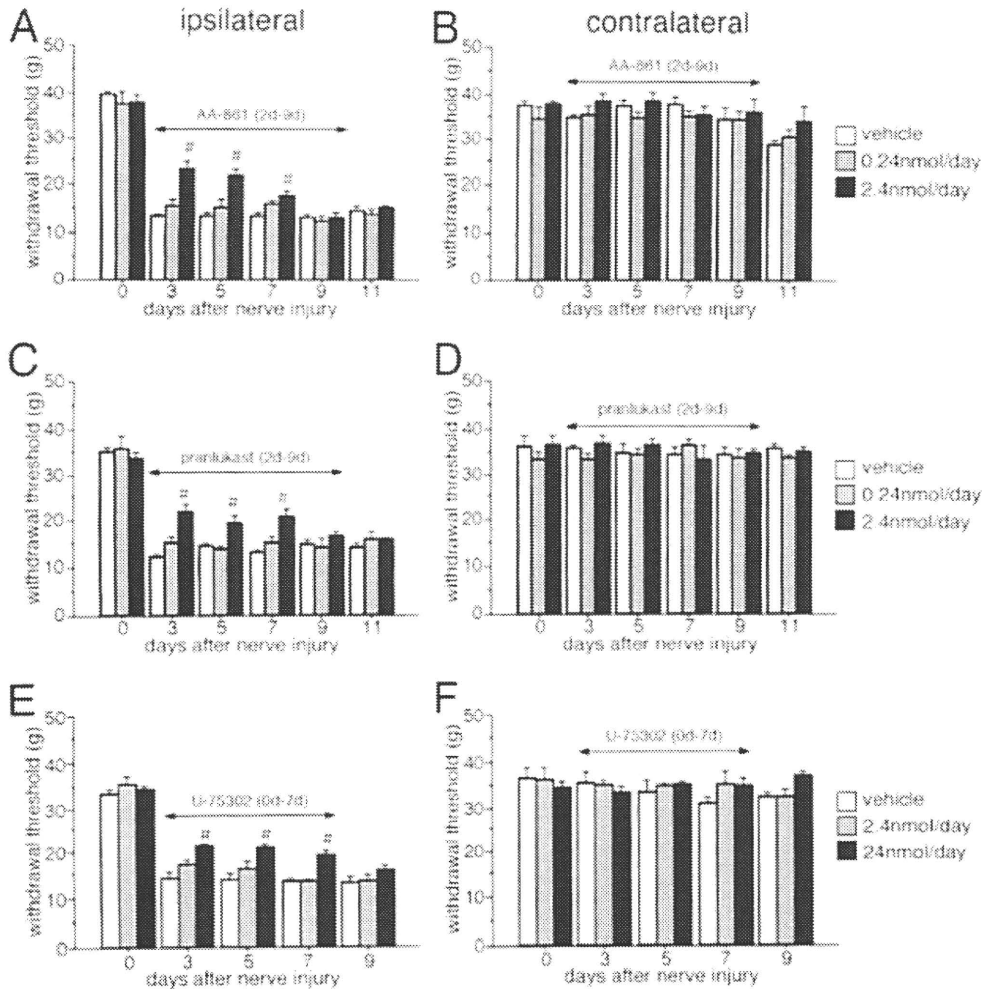 A ipsilateral
withdrawal threshold (g)
50
40
30
20
10
0
AA-861 (2d-9d)
# # #
0 3 5 7 9 11
days after nerve injury
B contralateral
withdrawal threshold (g)
50
40
30
20
10
0
AA-861 (2d-9d)
0 3 5 7 9 11
days after nerve injury
vehicle
0.24nmol/day
2.4nmol/day
C
withdrawal threshold (g)
50
40
30
20
10
0
pranlukast (2d-9d)
# # #
0 3 5 7 9 11
days after nerve injury
D
withdrawal threshold (g)
50
40
30
20
10
0
pranlukast (2d-9d)
0 3 5 7 9 11
days after nerve injury
vehicle
0.24nmol/day
2.4nmol/day
E
withdrawal threshold (g)
50
40
30
20
10
0
U-75302 (0d-7d)
# # #
0 3 5 7 9
days after nerve injury
F
withdrawal threshold (g)
50
40
30
20
10
0
U-75302 (0d-7d)
0 3 5 7 9
days after nerve injury
vehicle
2.4nmol/day
24nmol/day